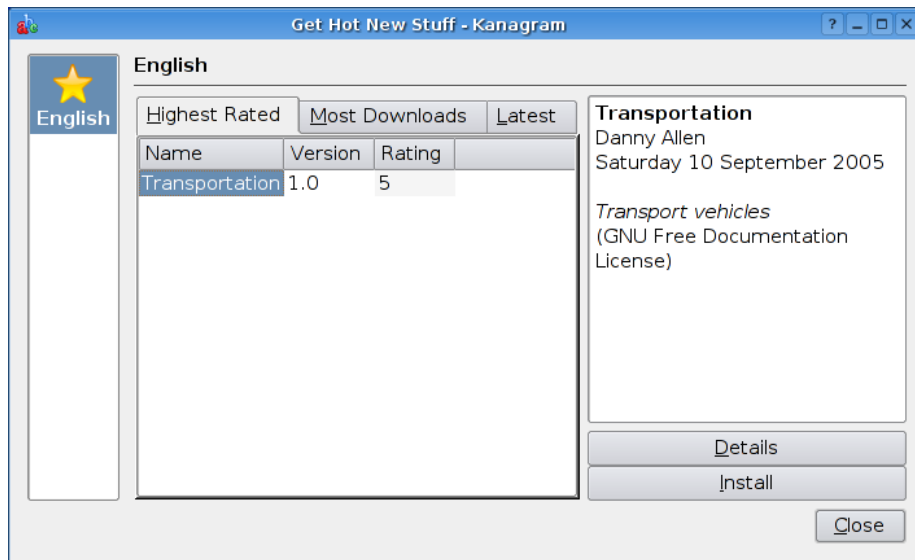 Get Hot New Stuff - Kanagram
English
English
Highest Rated Most Downloads Latest
Name Version Rating
Transportation 1.0 5
Transportation
Danny Allen
Saturday 10 September 2005
Transport vehicles
(GNU Free Documentation
License)
Details
Install
Close